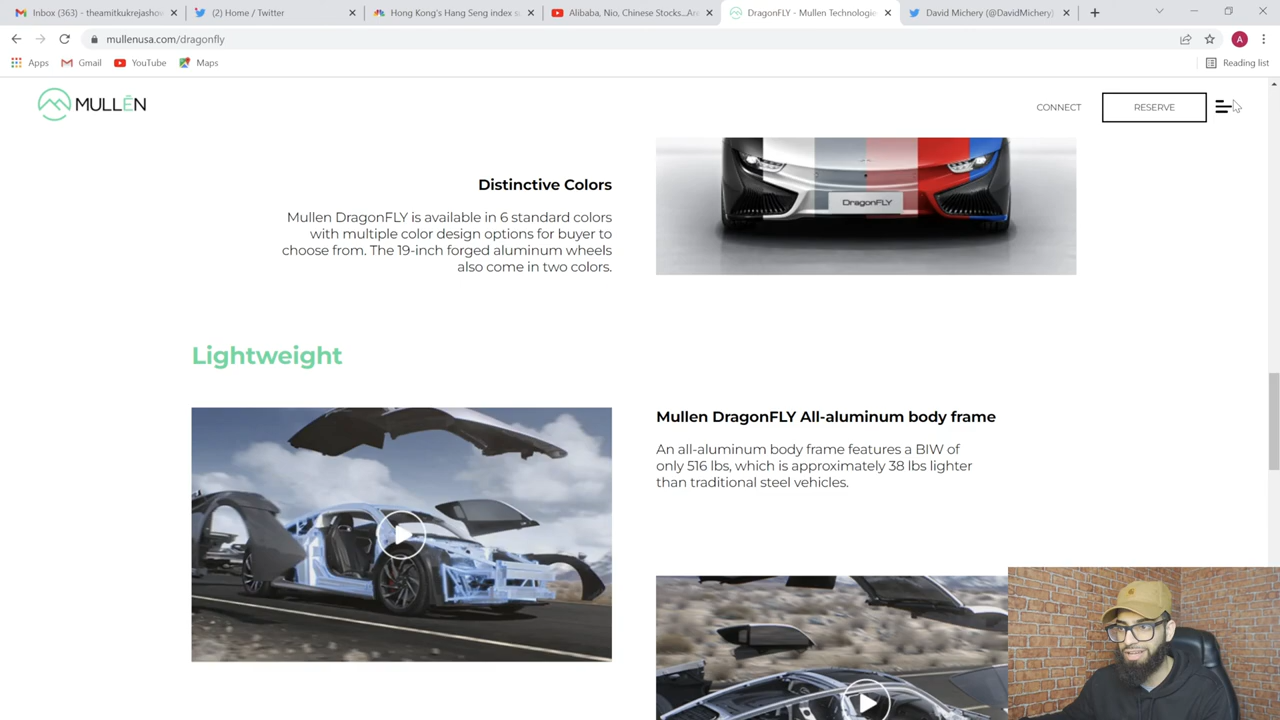 Inbox (363) - theamitkukrejashow
(2) Home / Twitter
Hong Kong's Hang Seng index s
Alibaba, Nio, Chinese Stocks...Are
DragonFLY - Mullen Technologie
David Michery (@DavidMichery)
mullenusa.com/dragonfly
A
Apps
Gmail
YouTube
Maps
Reading list
MULLĒN
CONNECT
RESERVE
DragonFLY
Distinctive Colors
Mullen DragonFLY is available in 6 standard colors
with multiple color design options for buyer to
choose from. The 19-inch forged aluminum wheels
also come in two colors.
Lightweight
Mullen DragonFLY All-aluminum body frame
An all-aluminum body frame features a BIW of
only 516 lbs, which is approximately 38 lbs lighter
than traditional steel vehicles.